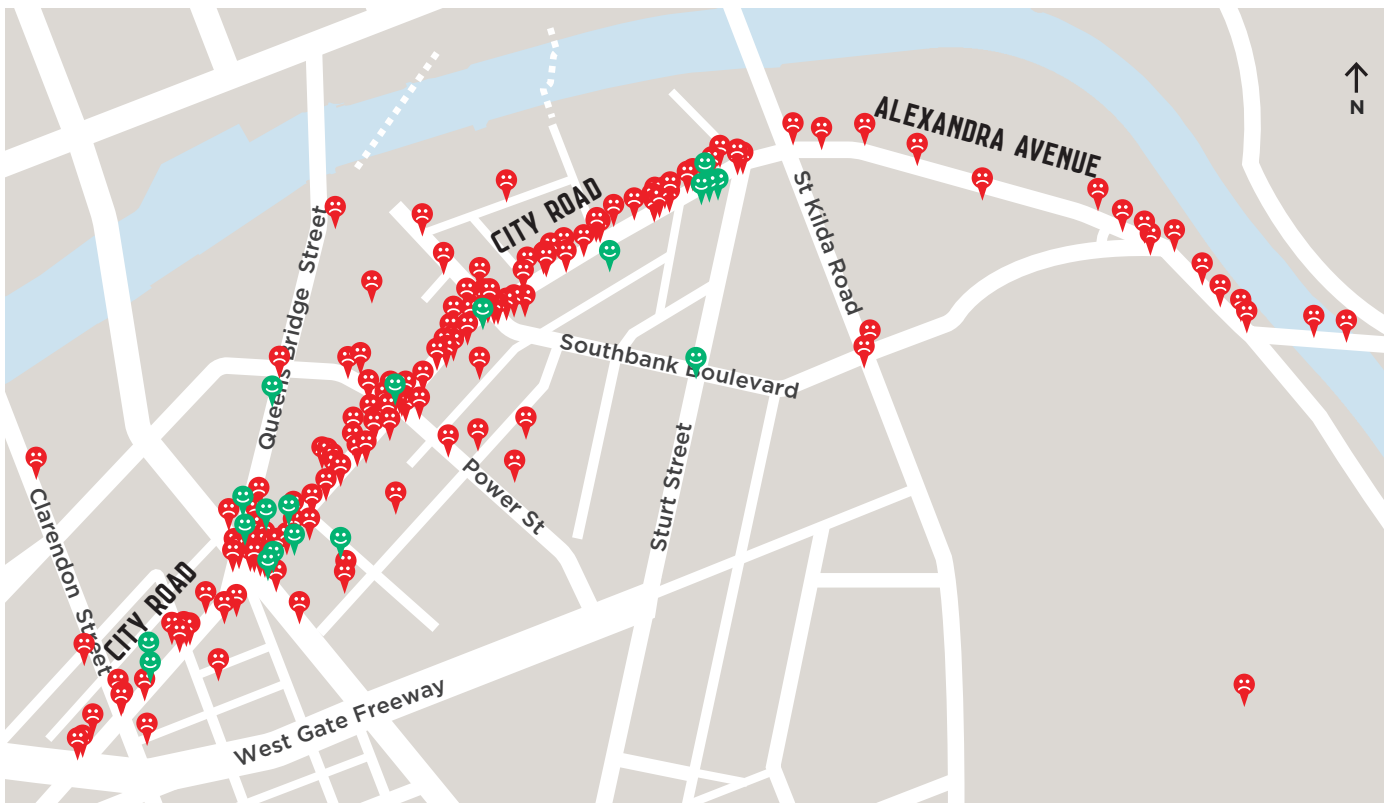 N
ALEXANDRA AVENUE
CITY ROAD
St Kilda Road
Queens Bridge Street
Southbank Boulevard
Sturt Street
Power St
Clarendon Street
CITY ROAD
West Gate Freeway